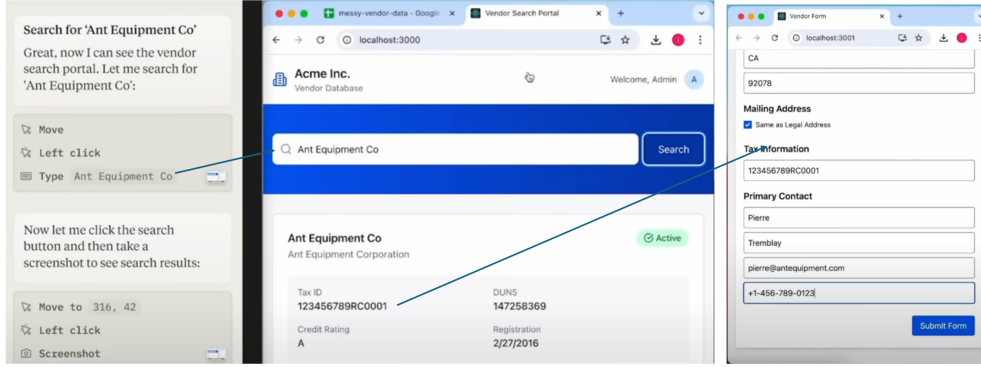 Search for 'Ant Equipment Co'
Great, now I can see the vendor
search portal. Let me search for
'Ant Equipment Co':
Move
Left click
Type Ant Equipment Co
Now let me click the search
button and then take a
screenshot to see search results:
Move to 316, 42
Left click
Screenshot
messy-vendor-data - Google
Vendor Search Portal
localhost:3000
Acme Inc.
Vendor Database
Welcome, Admin A
Ant Equipment Co
Search
Ant Equipment Co
Active
Ant Equipment Corporation
Tax ID
DUNS
123456789RC0001
147258369
Credit Rating
Registration
A
2/27/2016
Vendor Form
localhost:3001
CA
92078
Mailing Address
Same as Legal Address
Tax Information
123456789RC0001
Primary Contact
Pierre
Tremblay
pierre@antequipment.com
+1-456-789-0123
Submit Form